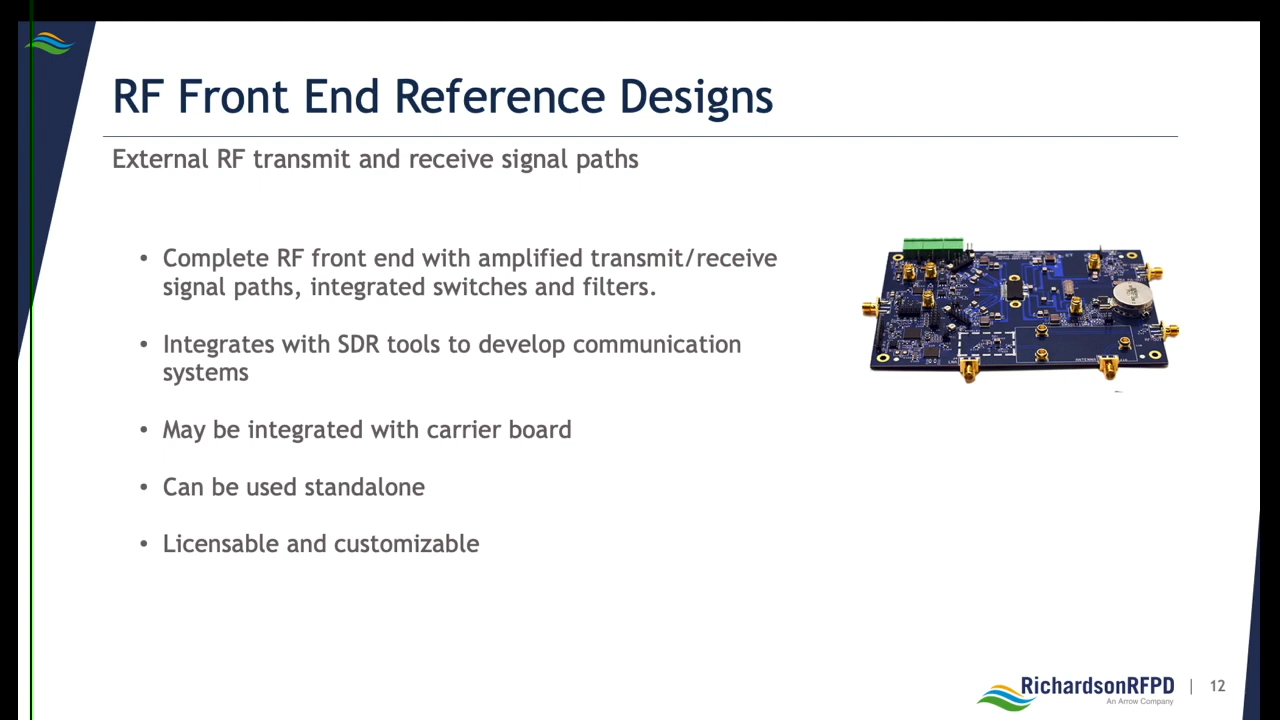 RF Front End Reference Designs
External RF transmit and receive signal paths
• Complete RF front end with amplified transmit/receive
signal paths, integrated switches and filters.
• Integrates with SDR tools to develop communication
systems
• May be integrated with carrier board
• Can be used standalone
• Licensable and customizable
RichardsonRFPD | 12
An Arrow Company